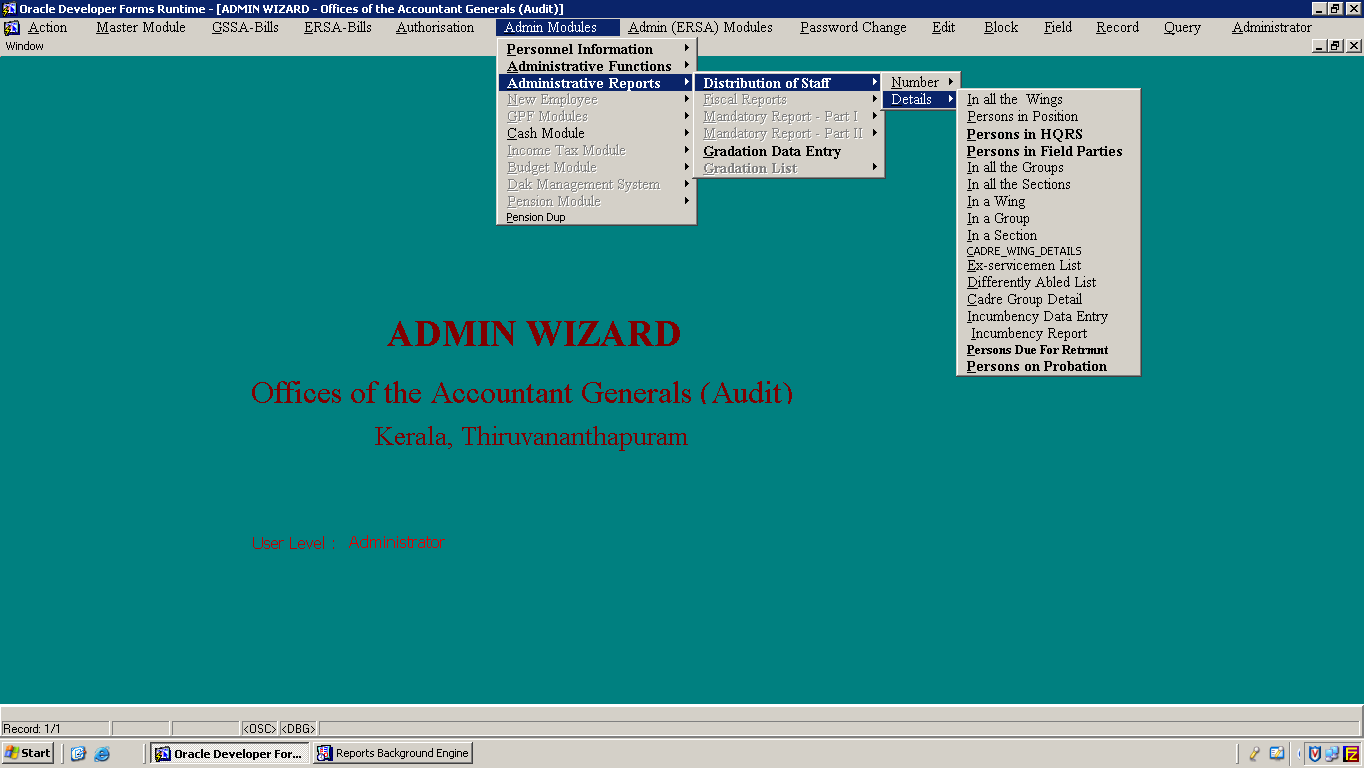 Oracle Developer Forms Runtime - [ADMIN WIZARD - Offices of the Accountant Generals (Audit)]
Action Master Module GSSA-Bills ERSA-Bills Authorisation Admin Modules Admin (ERSA) Modules Password Change Edit Block Field Record Query Administrator
Window
Personnel Information
Administrative Functions
Administrative Reports
New Employee
GPF Modules
Cash Module
Income Tax Module
Budget Module
Dak Management System
Pension Module
Pension Dup
Distribution of Staff
Fiscal Reports
Mandatory Report - Part I
Mandatory Report - Part II
Gradation Data Entry
Gradation List
Number
Details
In all the Wings
Persons in Position
Persons in HQRS
Persons in Field Parties
In all the Groups
In all the Sections
In a Wing
In a Group
In a Section
CADRE_WING_DETAILS
Ex-servicemen List
Differently Abled List
Cadre Group Detail
Incumbency Data Entry
Incumbency Report
Persons Due For Retrmnt
Persons on Probation
ADMIN WIZARD
Offices of the Accountant Generals (Audit)
Kerala, Thiruvananthapuram
User Level : Administrator
Record: 1/1 <OSC> <DBG>
Start Oracle Developer For... Reports Background Engine